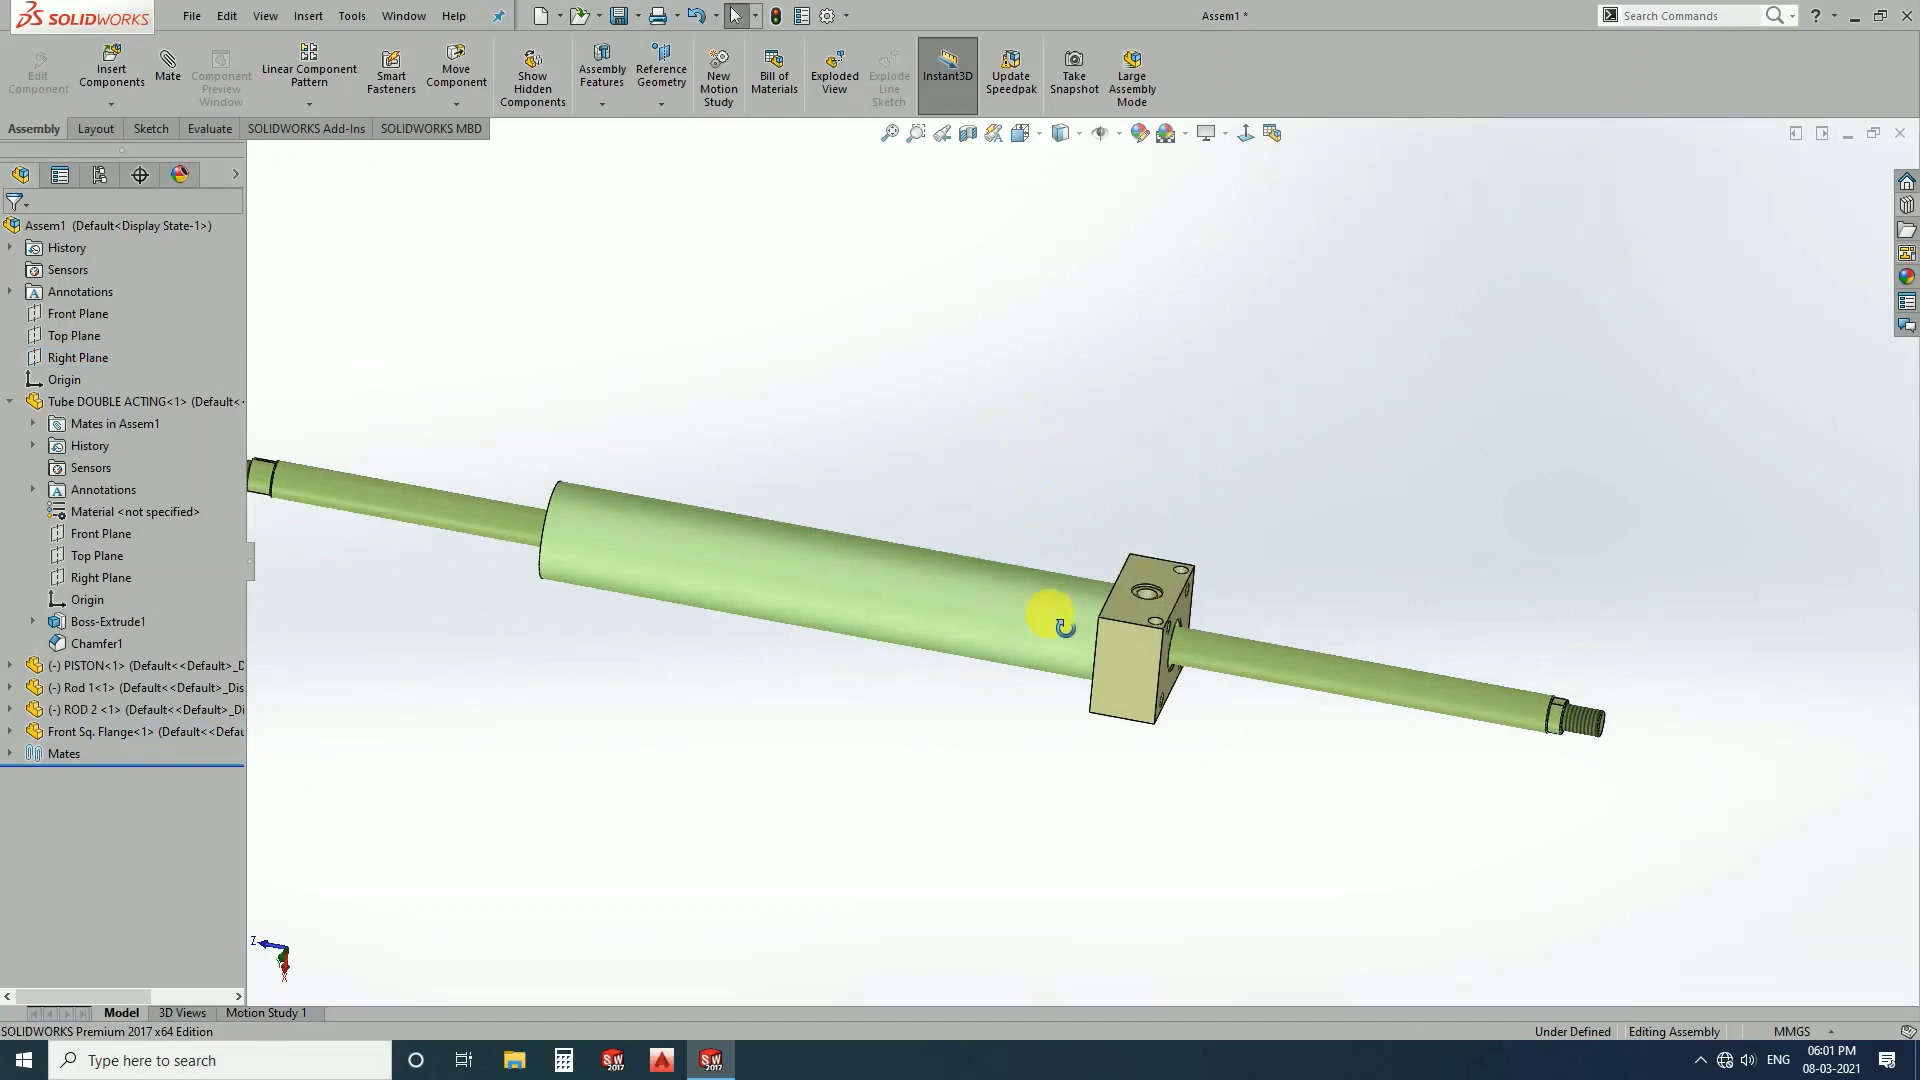 SOLIDWORKS
File Edit View Insert Tools Window Help
Assem1 *
Search Commands
Edit Component
Insert Components
Mate
Component Preview Window
Linear Component Pattern
Smart Fasteners
Move Component
Show Hidden Components
Assembly Features
Reference Geometry
New Motion Study
Bill of Materials
Exploded View
Explode Line Sketch
Instant3D
Update Speedpak
Take Snapshot
Large Assembly Mode
Assembly Layout Sketch Evaluate SOLIDWORKS Add-Ins SOLIDWORKS MBD
Assem1 (Default<Display State-1>)
History
Sensors
Annotations
Front Plane
Top Plane
Right Plane
Origin
Tube DOUBLE ACTING<1> (Default<
Mates in Assem1
History
Sensors
Annotations
Material <not specified>
Front Plane
Top Plane
Right Plane
Origin
Boss-Extrude1
Chamfer1
(-) PISTON<1> (Default<<Default>_D
(-) Rod 1<1> (Default<<Default>_Dis
(-) ROD 2 <1> (Default<<Default>_Di
Front Sq. Flange<1> (Default<<Defau
Mates
Z
X
Model 3D Views Motion Study 1
SOLIDWORKS Premium 2017 x64 Edition
Under Defined Editing Assembly MMGS
Type here to search
SW 2017
SW 2017
ENG
06:01 PM
08-03-2021